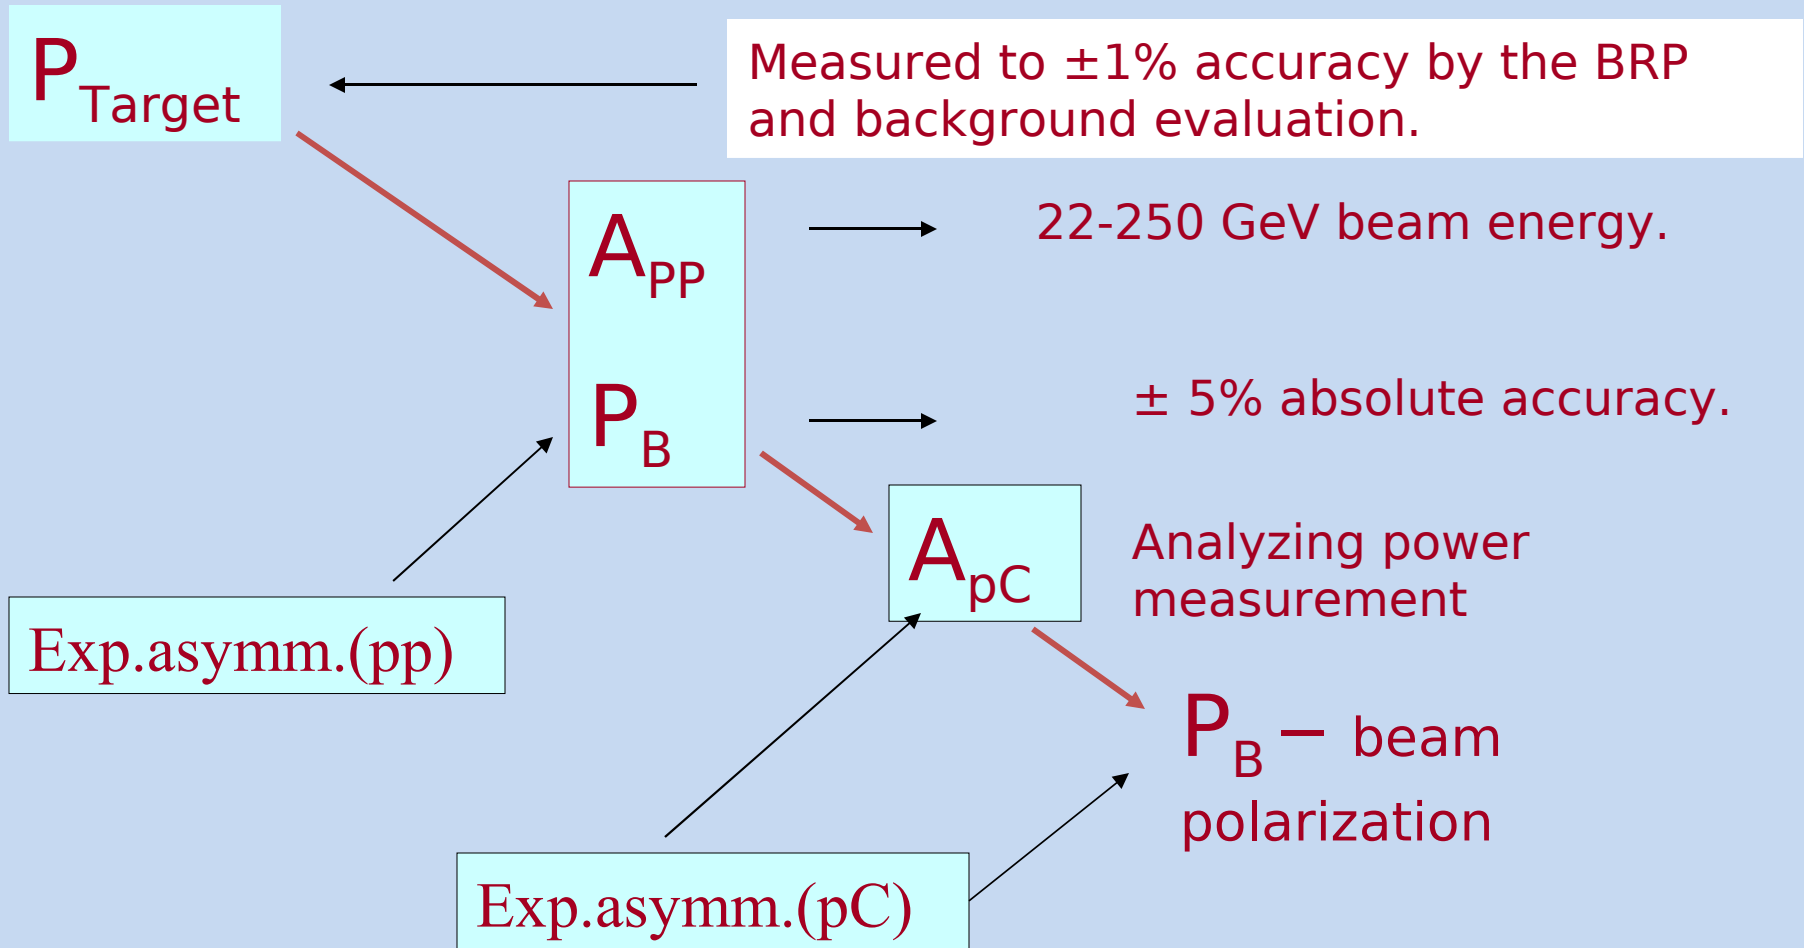 P_Target
Measured to ±1% accuracy by the BRP
and background evaluation.
A_PP
22-250 GeV beam energy.
P_B
± 5% absolute accuracy.
A_pC
Analyzing power
measurement
Exp.asymm.(pp)
P_B – beam
polarization
Exp.asymm.(pC)